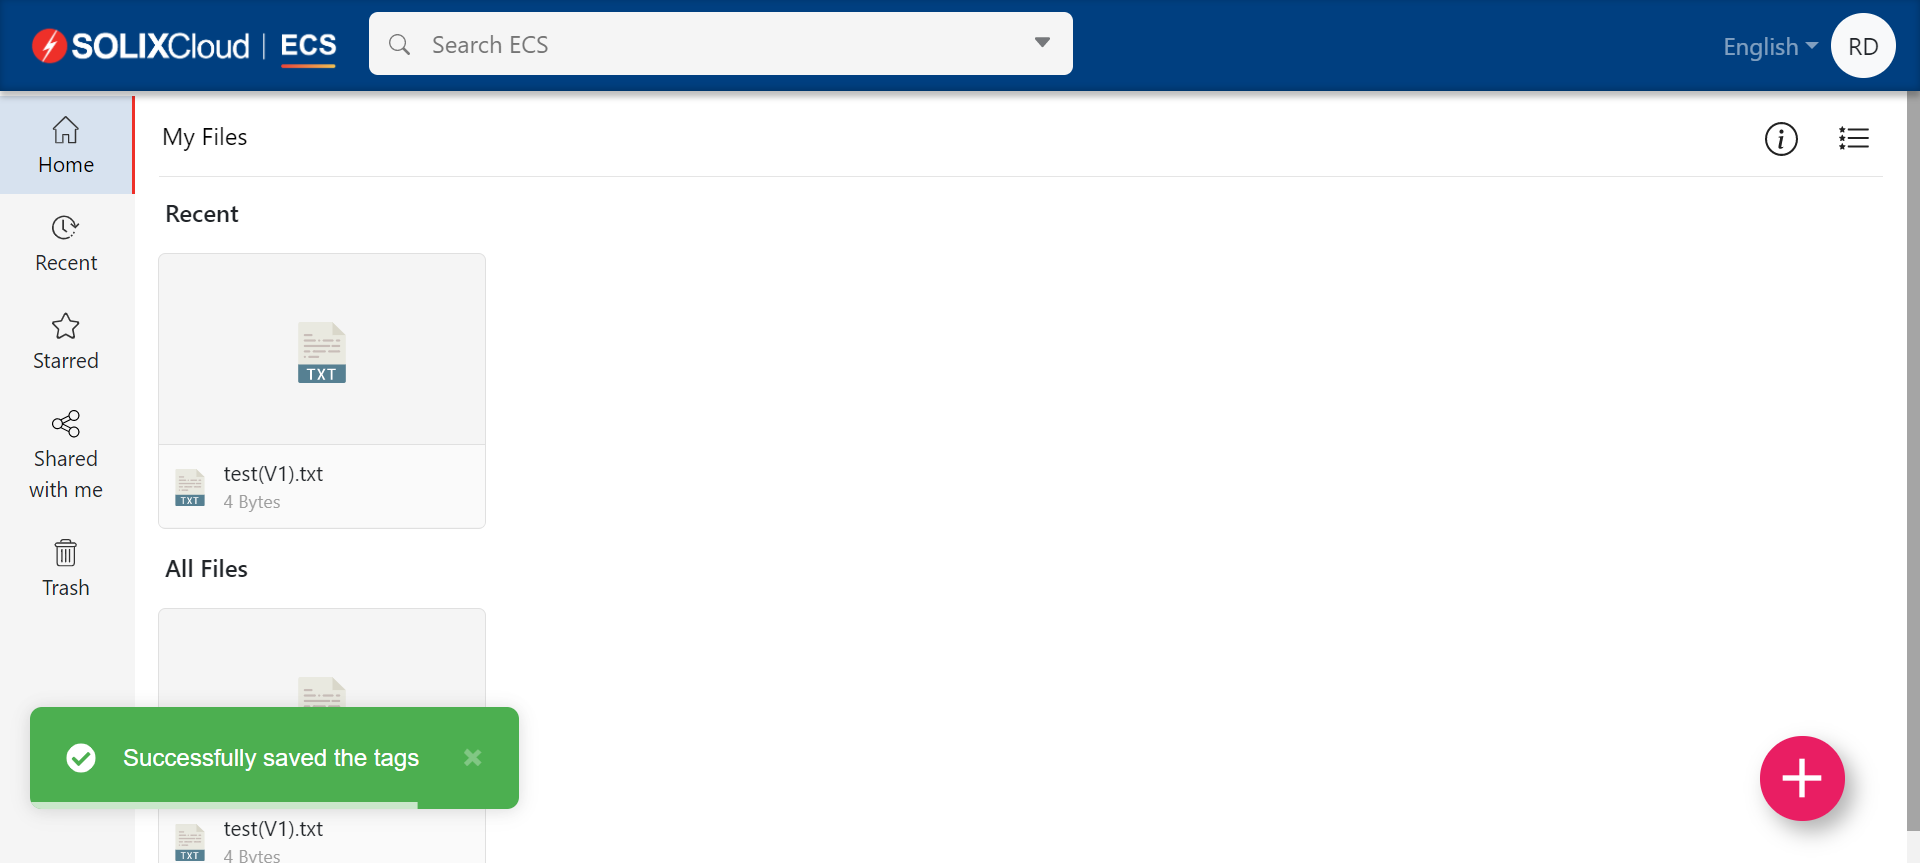 SOLIXCloud | ECS
Search ECS
English
RD
Home
Recent
Starred
Shared
with me
Trash
My Files
Recent
TXT
TXT
test(V1).txt
4 Bytes
All Files
Successfully saved the tags
TXT
test(V1).txt
4 Bytes